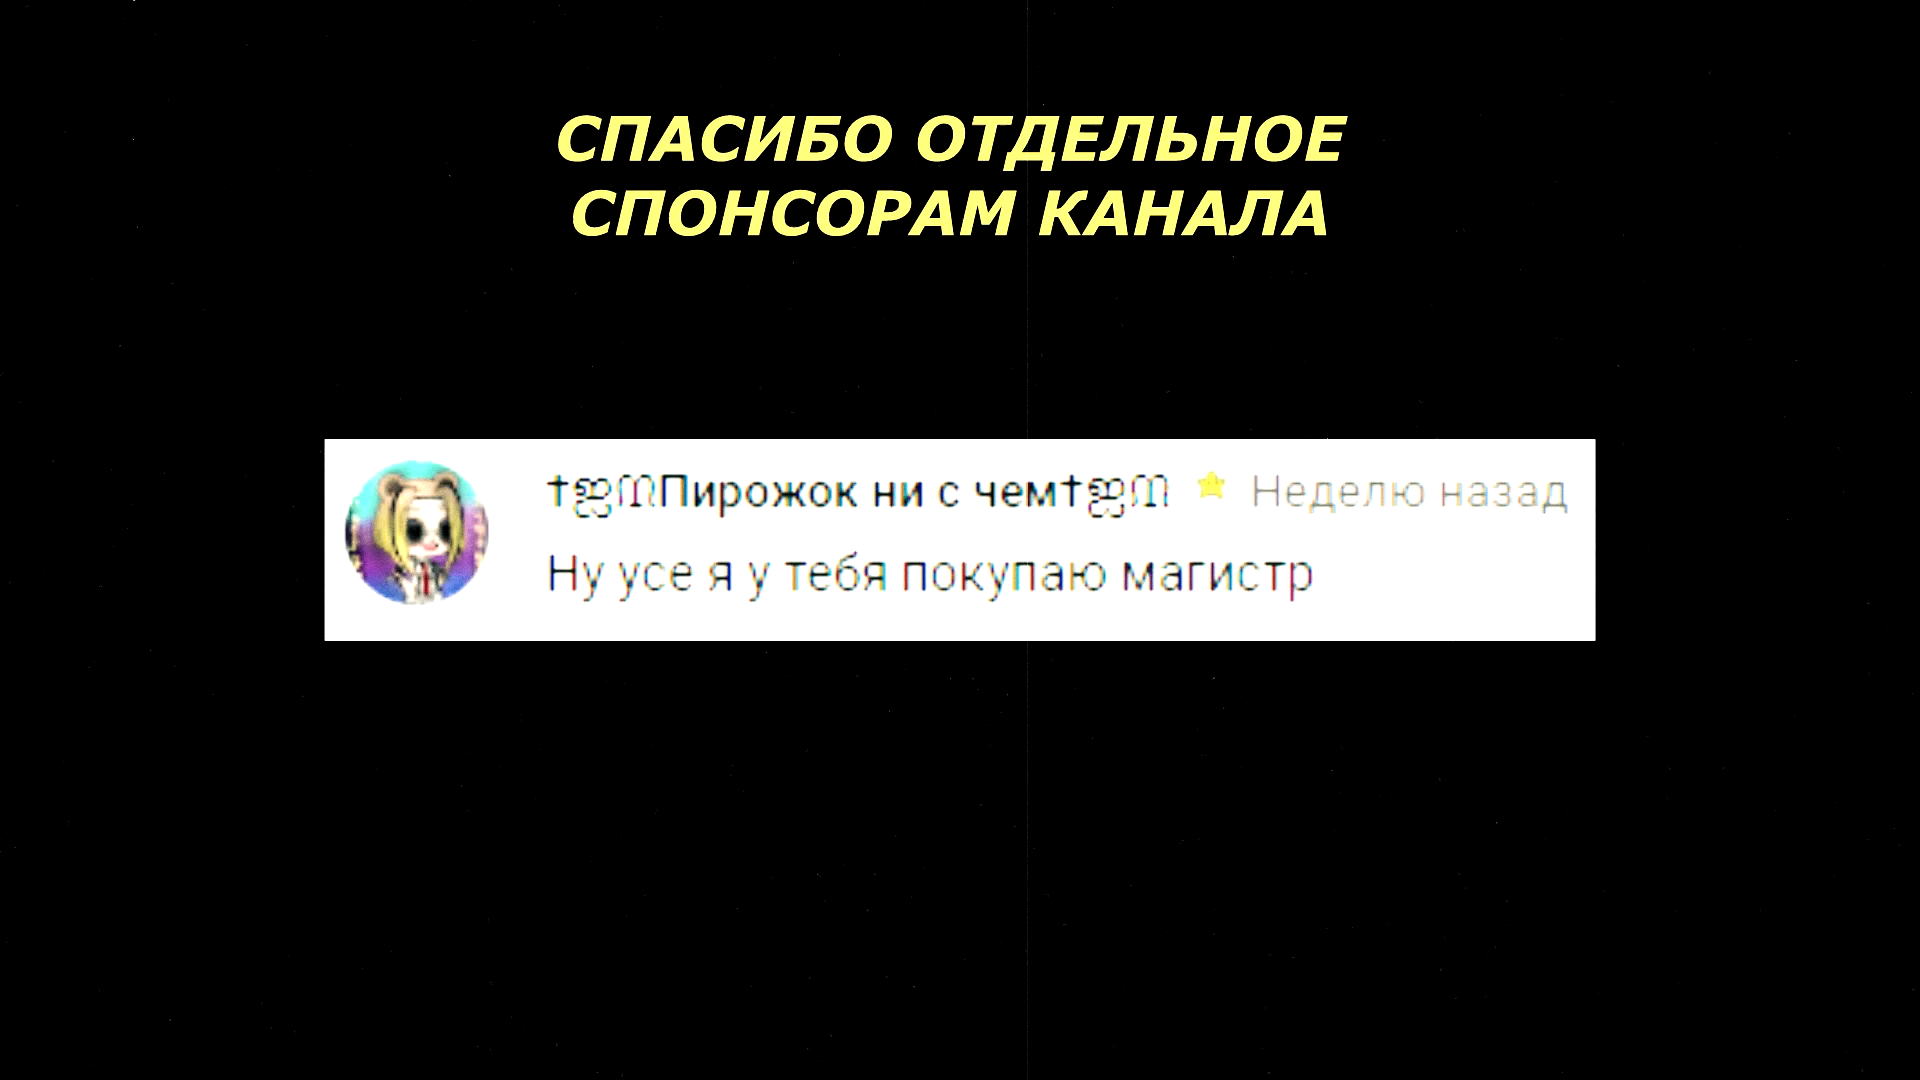 СПАСИБО ОТДЕЛЬНОЕ
СПОНСОРАМ КАНАЛА
†ஜ෴Пирожок ни с чем†ஜ෴ Неделю назад
Ну усе я у тебя покупаю магистр